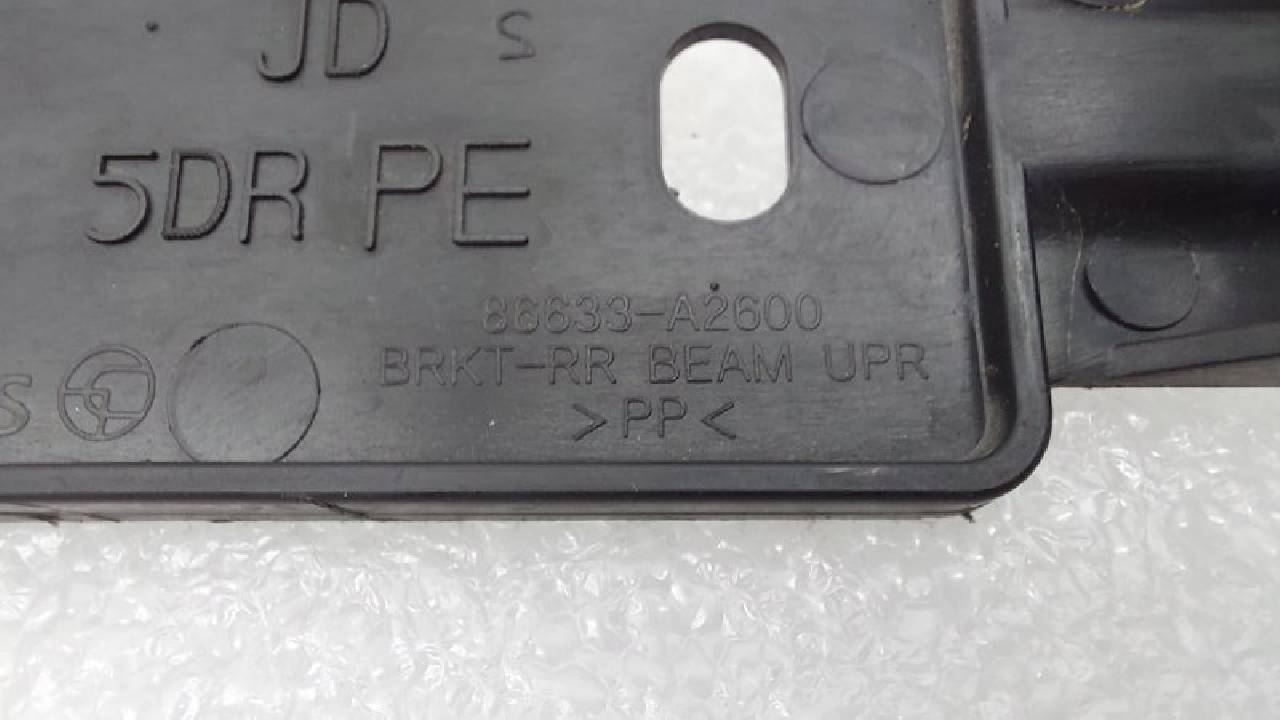 JD
5DR PE
86633-A2600
BRKT-RR BEAM UPR
>PP<
S